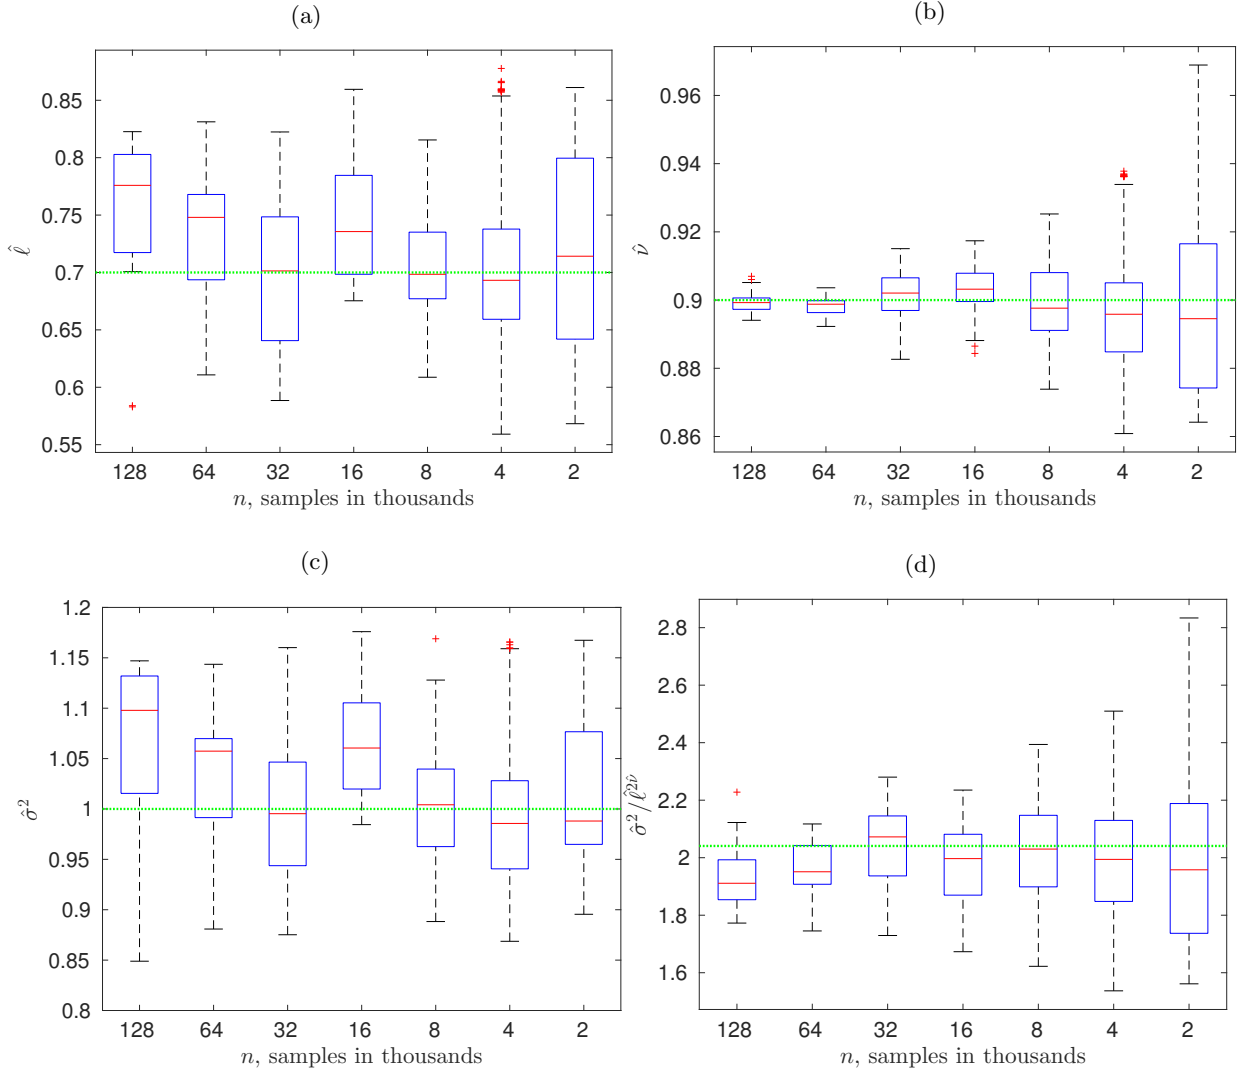 (a)
0.85
0.8
0.75
0.7
0.65
0.6
0.55
ℓ̂
128 64 32 16 8 4 2
n, samples in thousands
(b)
0.96
0.94
0.92
0.9
0.88
0.86
ν̂
128 64 32 16 8 4 2
n, samples in thousands
(c)
1.2
1.15
1.1
1.05
1
0.95
0.9
0.85
0.8
σ̂²
128 64 32 16 8 4 2
n, samples in thousands
(d)
2.8
2.6
2.4
2.2
2
1.8
1.6
σ̂²/ℓ̂^{2ν̂}
128 64 32 16 8 4 2
n, samples in thousands